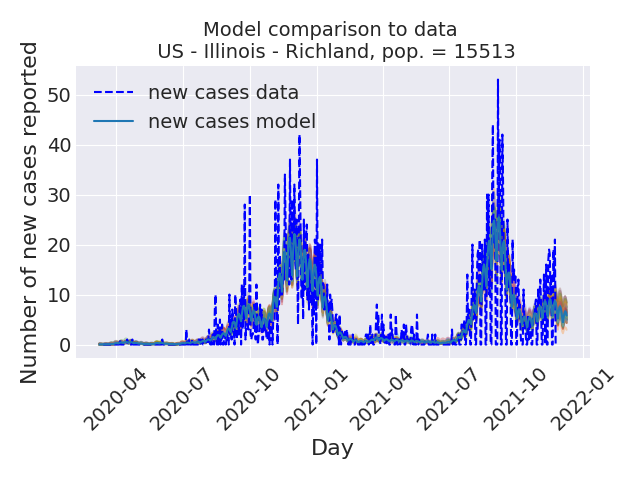 Model comparison to data
US - Illinois - Richland, pop. = 15513
new cases data
new cases model
Number of new cases reported
50
40
30
20
10
0
2020-04
2020-07
2020-10
2021-01
2021-04
2021-07
2021-10
2022-01
Day